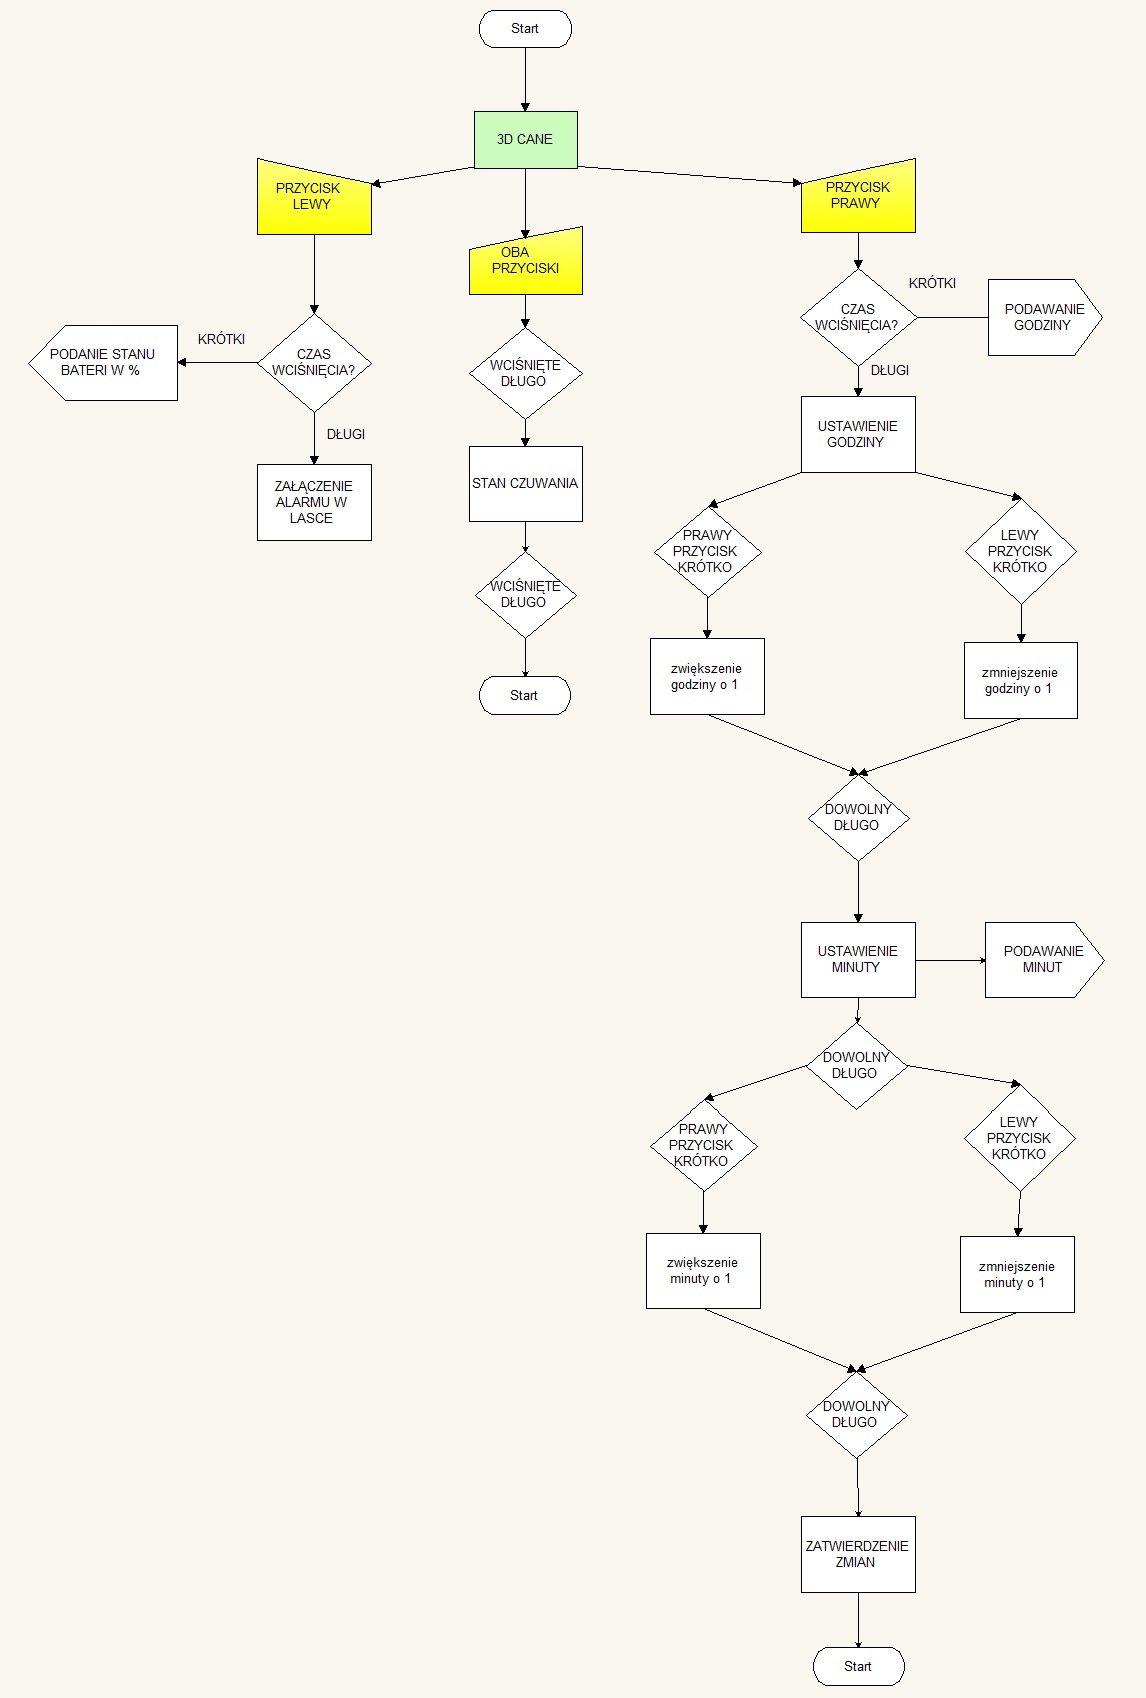 Start
3D CANE
PRZYCISK
LEWY
PRZYCISK
PRAWY
OBA
PRZYCISKI
KRÓTKI
CZAS
WCIŚNIĘCIA?
PODAWANIE
GODZINY
KRÓTKI
PODANIE STANU
BATERI W %
CZAS
WCIŚNIĘCIA?
WCIŚNIĘTE
DŁUGO
DŁUGI
DŁUGI
USTAWIENIE
GODZINY
ZAŁĄCZENIE
ALARMU W
LASCE
STAN CZUWANIA
PRAWY
PRZYCISK
KRÓTKO
LEWY
PRZYCISK
KRÓTKO
WCIŚNIĘTE
DŁUGO
zwiększenie
godziny o 1
zmniejszenie
godziny o 1
Start
DOWOLNY
DŁUGO
USTAWIENIE
MINUTY
PODAWANIE
MINUT
DOWOLNY
DŁUGO
PRAWY
PRZYCISK
KRÓTKO
LEWY
PRZYCISK
KRÓTKO
zwiększenie
minuty o 1
zmniejszenie
minuty o 1
DOWOLNY
DŁUGO
ZATWIERDZENIE
ZMIAN
Start